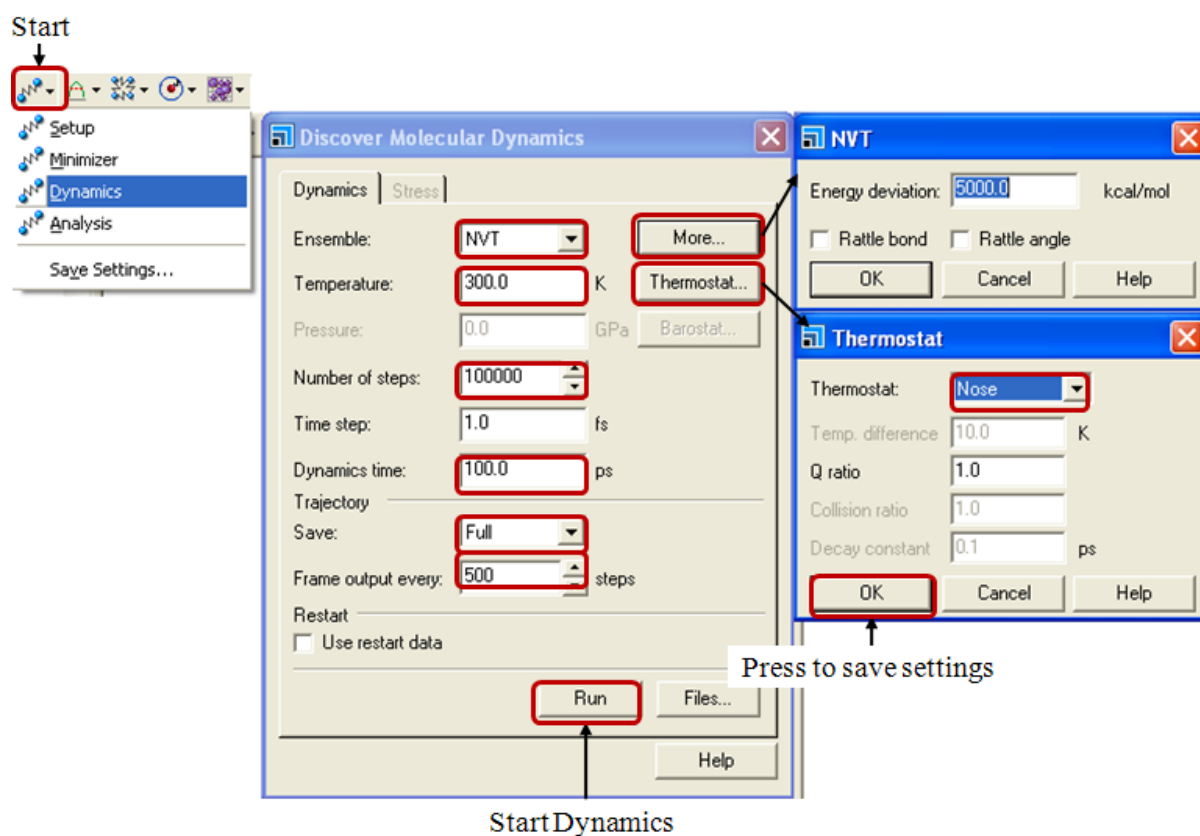 Start
Setup
Minimizer
Dynamics
Analysis
Save Settings...
Discover Molecular Dynamics
Dynamics Stress
Ensemble: NVT More...
Temperature: 300.0 K Thermostat...
Pressure: 0.0 GPa Barostat...
Number of steps: 100000
Time step: 1.0 fs
Dynamics time: 100.0 ps
Trajectory
Save: Full
Frame output every: 500 steps
Restart
Use restart data
Run Files...
Help
Start Dynamics
NVT
Energy deviation: 5000.0 kcal/mol
Rattle bond Rattle angle
OK Cancel Help
Thermostat
Thermostat: Nose
Temp. difference 10.0 K
Q ratio 1.0
Collision ratio 1.0
Decay constant 0.1 ps
OK Cancel Help
Press to save settings